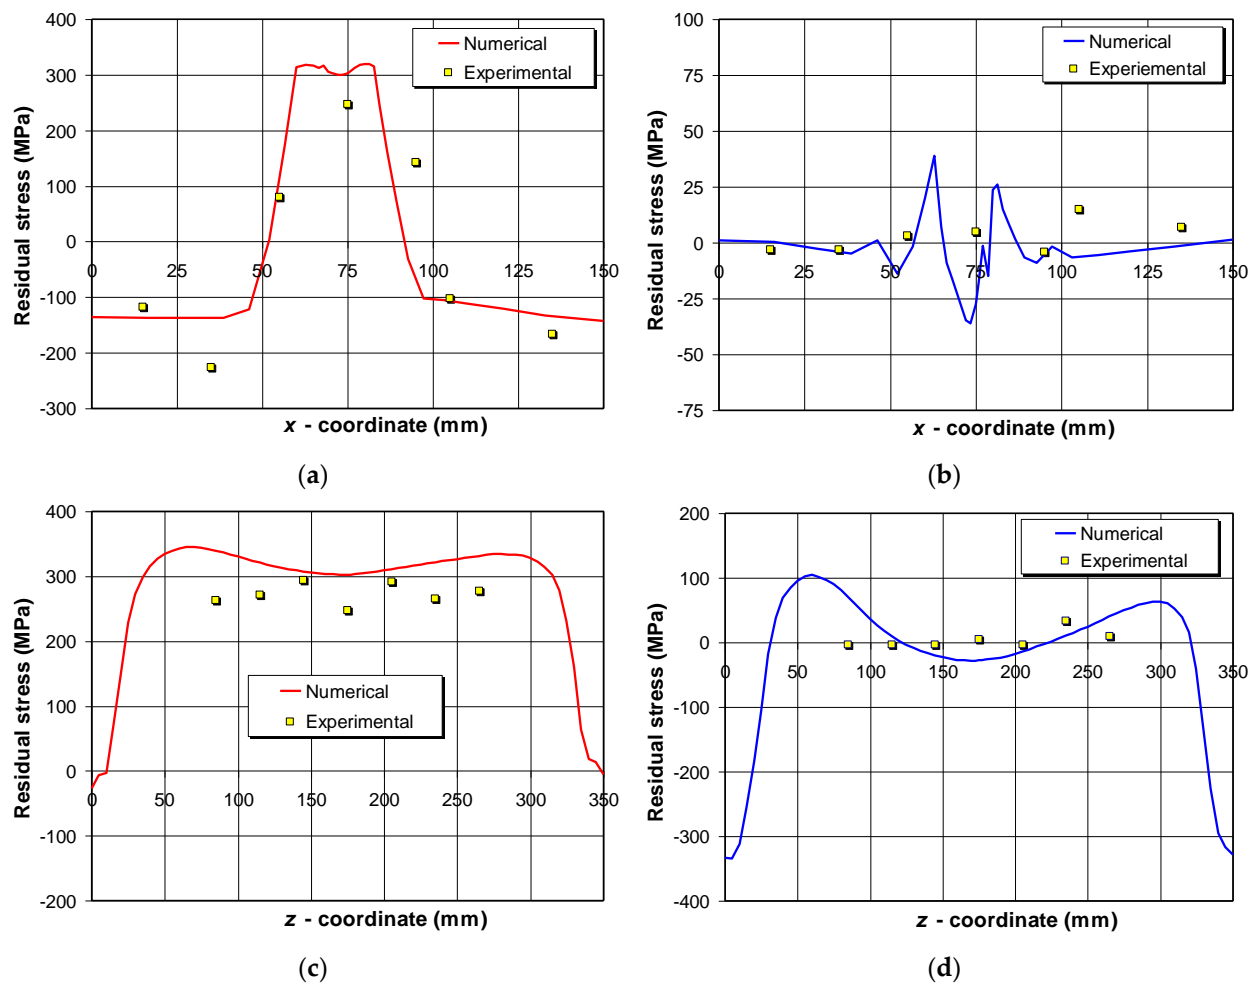 400
300
200
100
0
-100
-200
-300
0 25 50 75 100 125 150
Residual stress (MPa)
x - coordinate (mm)
Numerical
Experimental
(a)
100
75
50
25
0
-25
-50
-75
0 25 50 75 100 125 150
Residual stress (MPa)
x - coordinate (mm)
Numerical
Experiemental
(b)
400
300
200
100
0
-100
-200
0 50 100 150 200 250 300 350
Residual stress (MPa)
z - coordinate (mm)
Numerical
Experimental
(c)
200
100
0
-100
-200
-300
-400
0 50 100 150 200 250 300 350
Residual stress (MPa)
z - coordinate (mm)
Numerical
Experimental
(d)